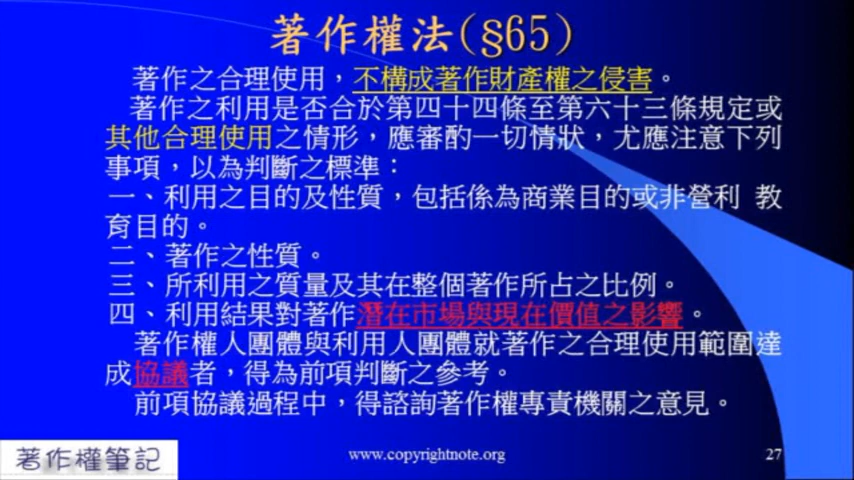 著作權法(§65)
著作之合理使用，不構成著作財產權之侵害。
著作之利用是否合於第四十四條至第六十三條規定或
其他合理使用之情形，應審酌一切情狀，尤應注意下列
事項，以為判斷之標準：
一、利用之目的及性質，包括係為商業目的或非營利 教
育目的。
二、著作之性質。
三、所利用之質量及其在整個著作所占之比例。
四、利用結果對著作潛在市場與現在價值之影響。
著作權人團體與利用人團體就著作之合理使用範圍達
成協議者，得為前項判斷之參考。
前項協議過程中，得諮詢著作權專責機關之意見。
著作權筆記
www.copyrightnote.org
27